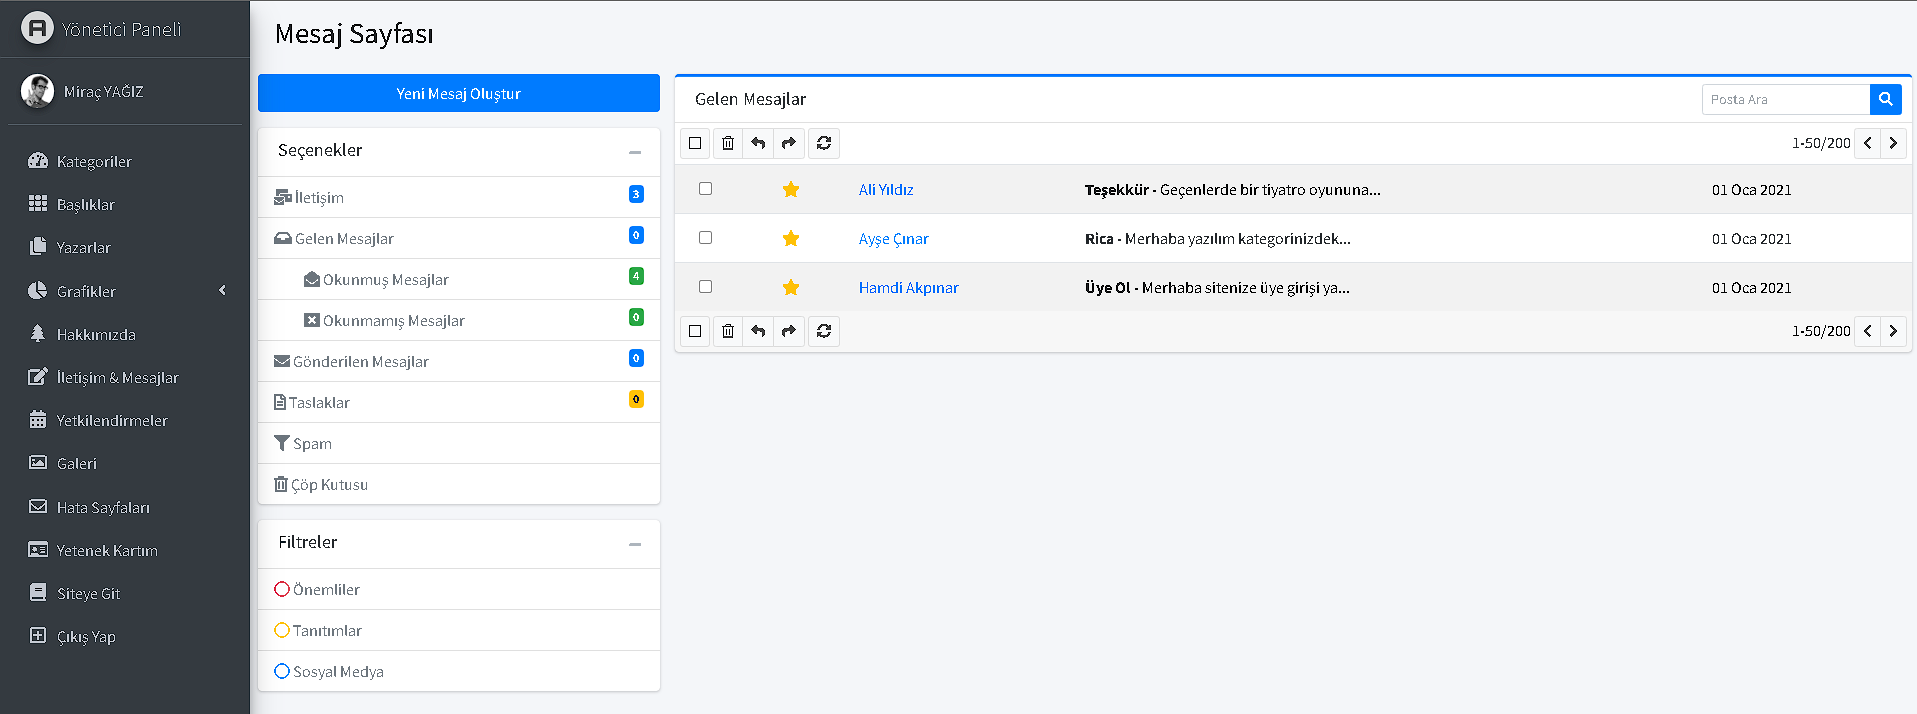 Yönetici Paneli
Miraç YAĞIZ
Kategoriler
Başlıklar
Yazarlar
Grafikler
Hakkımızda
İletişim & Mesajlar
Yetkilendirmeler
Galeri
Hata Sayfaları
Yetenek Kartım
Siteye Git
Çıkış Yap
Mesaj Sayfası
Yeni Mesaj Oluştur
Seçenekler
İletişim 3
Gelen Mesajlar 0
Okunmuş Mesajlar 4
Okunmamış Mesajlar 0
Gönderilen Mesajlar 0
Taslaklar 0
Spam
Çöp Kutusu
Filtreler
Önemliler
Tanıtımlar
Sosyal Medya
Gelen Mesajlar Posta Ara
1-50/200
Ali Yıldız Teşekkür - Geçenlerde bir tiyatro oyununa... 01 Oca 2021
Ayşe Çınar Rica - Merhaba yazılım kategorinizdek... 01 Oca 2021
Hamdi Akpınar Üye Ol - Merhaba sitenize üye girişi ya... 01 Oca 2021
1-50/200